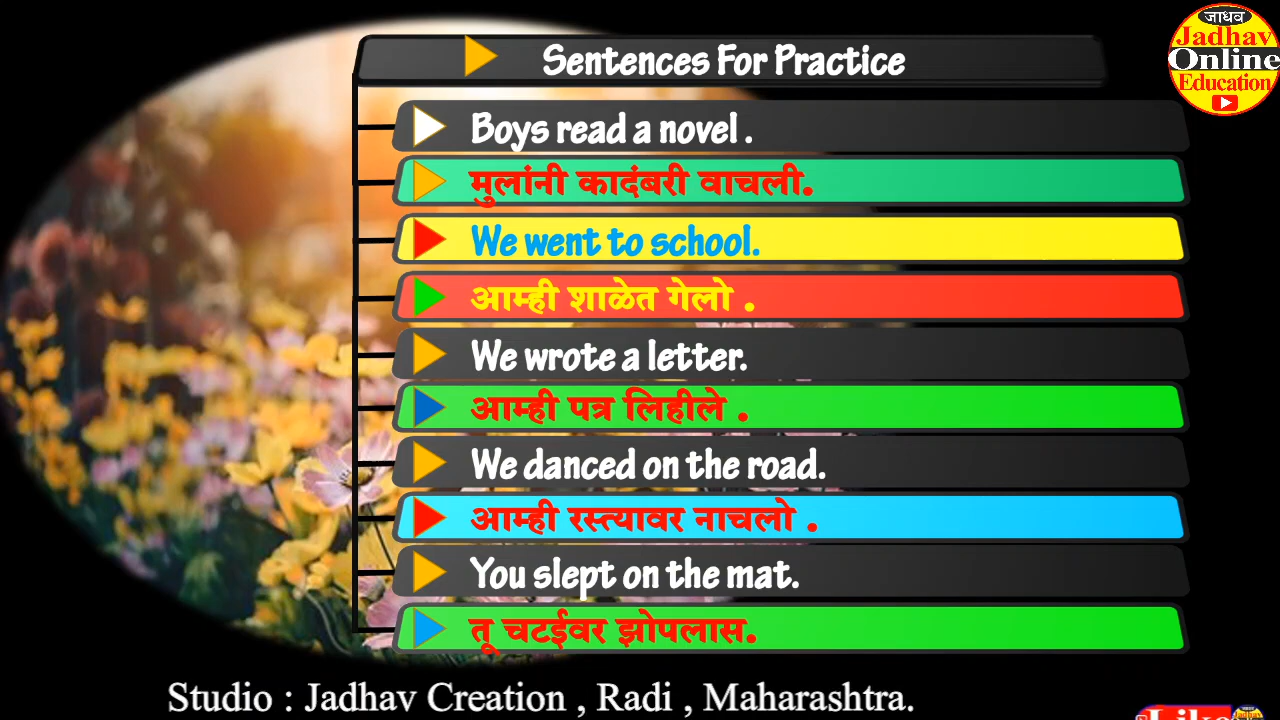 जाधव
Jadhav
Online
Education
Sentences For Practice
Boys read a novel .
मुलांनी कादंबरी वाचली.
We went to school.
आम्ही शाळेत गेलो .
We wrote a letter.
आम्ही पत्र लिहीले .
We danced on the road.
आम्ही रस्त्यावर नाचलो .
You slept on the mat.
तू चटईवर झोपलास.
Studio : Jadhav Creation , Radi , Maharashtra.
Like